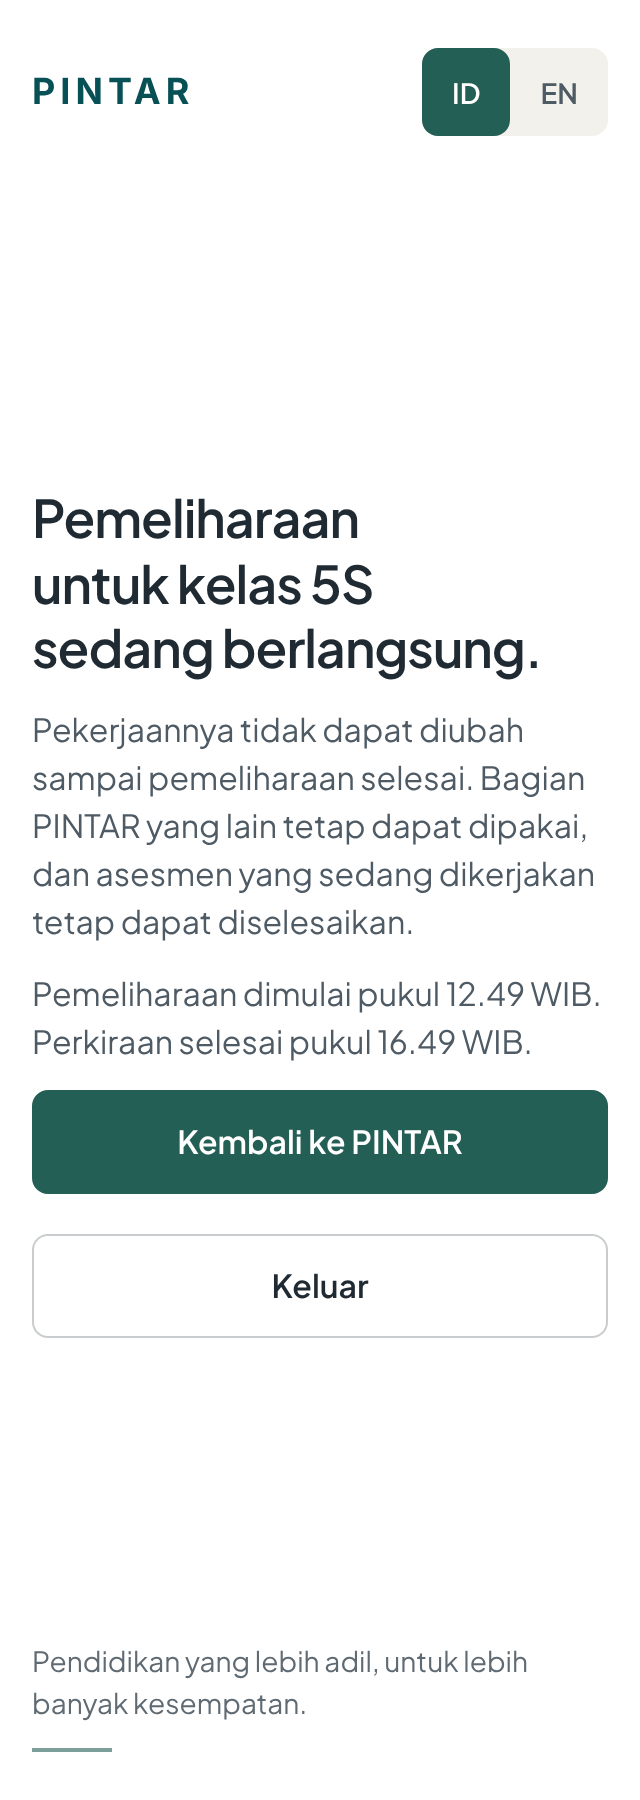 PINTAR
ID
EN
Pemeliharaan
untuk kelas 5S
sedang berlangsung.
Pekerjaannya tidak dapat diubah
sampai pemeliharaan selesai. Bagian
PINTAR yang lain tetap dapat dipakai,
dan asesmen yang sedang dikerjakan
tetap dapat diselesaikan.
Pemeliharaan dimulai pukul 12.49 WIB.
Perkiraan selesai pukul 16.49 WIB.
Kembali ke PINTAR
Keluar
Pendidikan yang lebih adil, untuk lebih
banyak kesempatan.